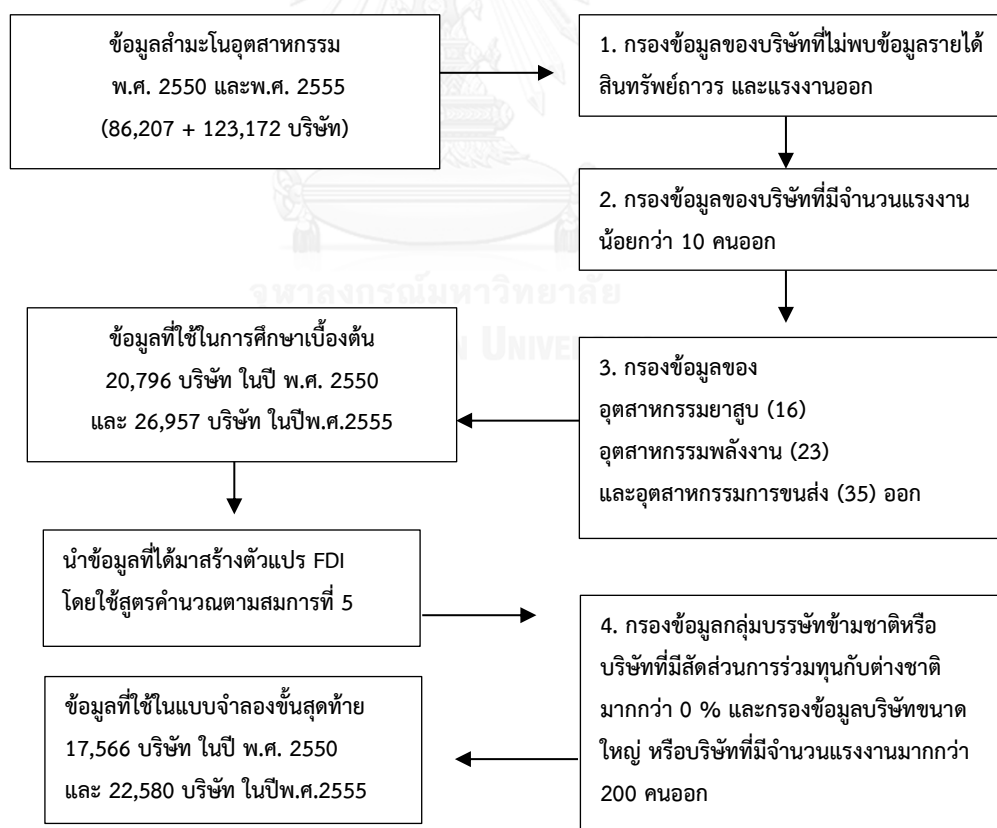 ข้อมูลสำมะโนอุตสาหกรรม
พ.ศ. 2550 และพ.ศ. 2555
(86,207 + 123,172 บริษัท)
1. กรองข้อมูลของบริษัทที่ไม่พบข้อมูลรายได้
สินทรัพย์ถาวร และแรงงานออก
2. กรองข้อมูลของบริษัทที่มีจำนวนแรงงาน
น้อยกว่า 10 คนออก
จุฬาลงกรณ์มหาวิทยาลัย
UNIVE
3. กรองข้อมูลของ
อุตสาหกรรมยาสูบ (16)
อุตสาหกรรมพลังงาน (23)
และอุตสาหกรรมการขนส่ง (35) ออก
ข้อมูลที่ใช้ในการศึกษาเบื้องต้น
20,796 บริษัท ในปี พ.ศ. 2550
และ 26,957 บริษัท ในปีพ.ศ.2555
นำข้อมูลที่ได้มาสร้างตัวแปร FDI
โดยใช้สูตรคำนวณตามสมการที่ 5
4. กรองข้อมูลกลุ่มบรรษัทข้ามชาติหรือ
บริษัทที่มีสัดส่วนการร่วมทุนกับต่างชาติ
มากกว่า 0 % และกรองข้อมูลบริษัทขนาด
ใหญ่ หรือบริษัทที่มีจำนวนแรงงานมากกว่า
200 คนออก
ข้อมูลที่ใช้ในแบบจำลองขั้นสุดท้าย
17,566 บริษัท ในปี พ.ศ. 2550
และ 22,580 บริษัท ในปีพ.ศ.2555